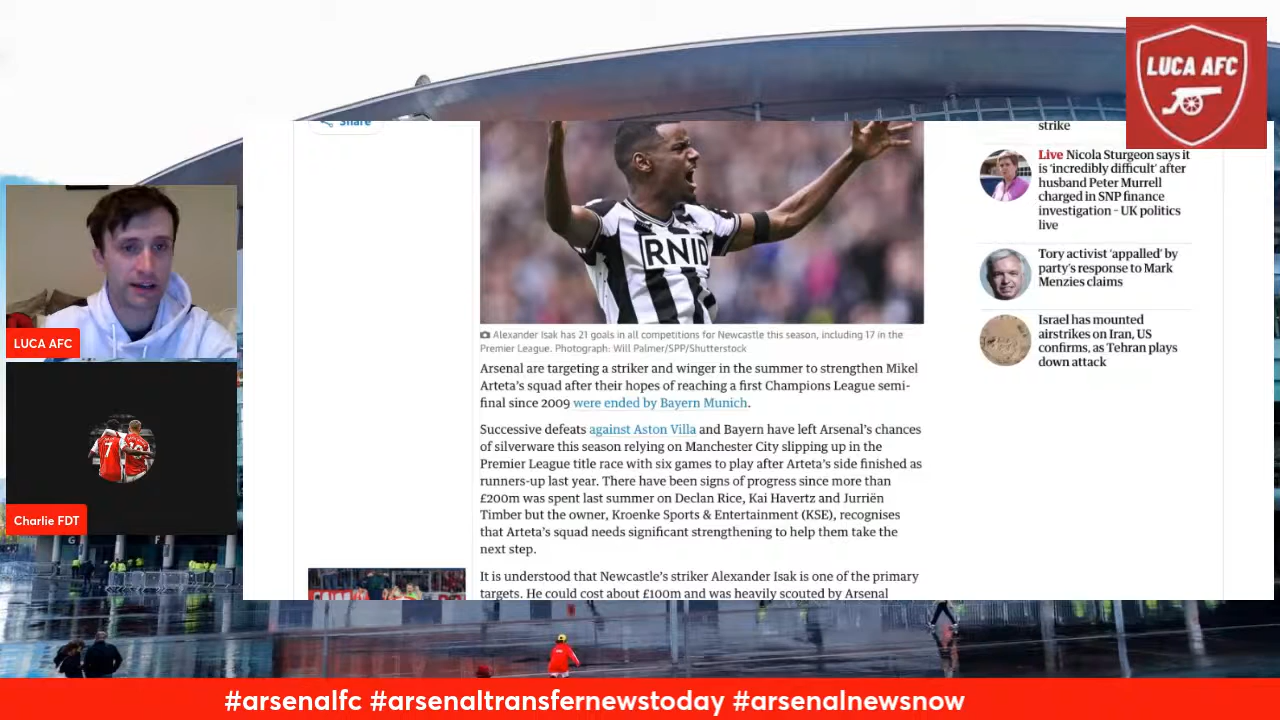 LUCA AFC
Share
strike
Live Nicola Sturgeon says it
is ‘incredibly difficult’ after
husband Peter Murrell
charged in SNP finance
investigation – UK politics
live
Tory activist ‘appalled’ by
party’s response to Mark
Menzies claims
Israel has mounted
airstrikes on Iran, US
confirms, as Tehran plays
down attack
RNID
Alexander Isak has 21 goals in all competitions for Newcastle this season, including 17 in the
Premier League. Photograph: Will Palmer/SPP/Shutterstock
Arsenal are targeting a striker and winger in the summer to strengthen Mikel
Arteta’s squad after their hopes of reaching a first Champions League semi-
final since 2009 were ended by Bayern Munich.
Successive defeats against Aston Villa and Bayern have left Arsenal’s chances
of silverware this season relying on Manchester City slipping up in the
Premier League title race with six games to play after Arteta’s side finished as
runners-up last year. There have been signs of progress since more than
£200m was spent last summer on Declan Rice, Kai Havertz and Jurriën
Timber but the owner, Kroenke Sports & Entertainment (KSE), recognises
that Arteta’s squad needs significant strengthening to help them take the
next step.
It is understood that Newcastle’s striker Alexander Isak is one of the primary
targets. He could cost about £100m and was heavily scouted by Arsenal
LUCA AFC
7
Charlie FDT
G
F
#arsenalfc #arsenaltransfernewstoday #arsenalnewsnow